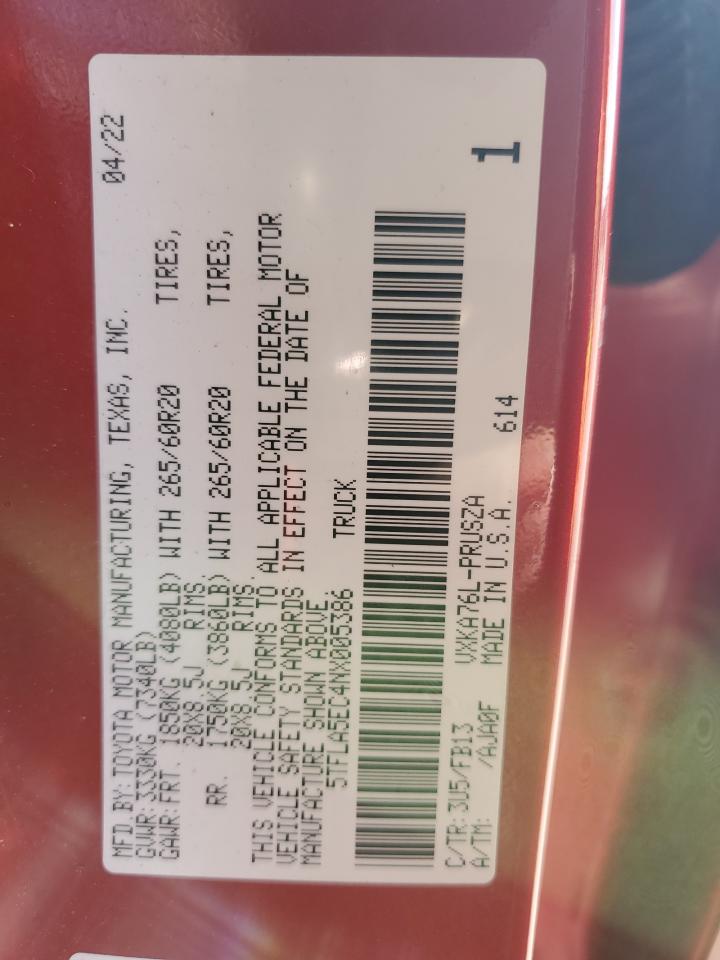 04/22
MFD.BY:TOYOTA MOTOR MANUFACTURING, TEXAS, INC.
GVWR:3330KG (7340LB)
GAWR:FRT. 1850KG (4080LB) WITH 265/60R20 TIRES,
20X8.5J RIMS.
RR. 1750KG (3860LB) WITH 265/60R20 TIRES,
20X8.5J RIMS.
THIS VEHICLE CONFORMS TO ALL APPLICABLE FEDERAL MOTOR
VEHICLE SAFETY STANDARDS IN EFFECT ON THE DATE OF
MANUFACTURE SHOWN ABOVE.
5TFLA5EC4NX005386 TRUCK
1
C/TR: 3U5/FB13 VXKA76L-PRUSZA 614
A/TM: /AJA0F MADE IN U.S.A.